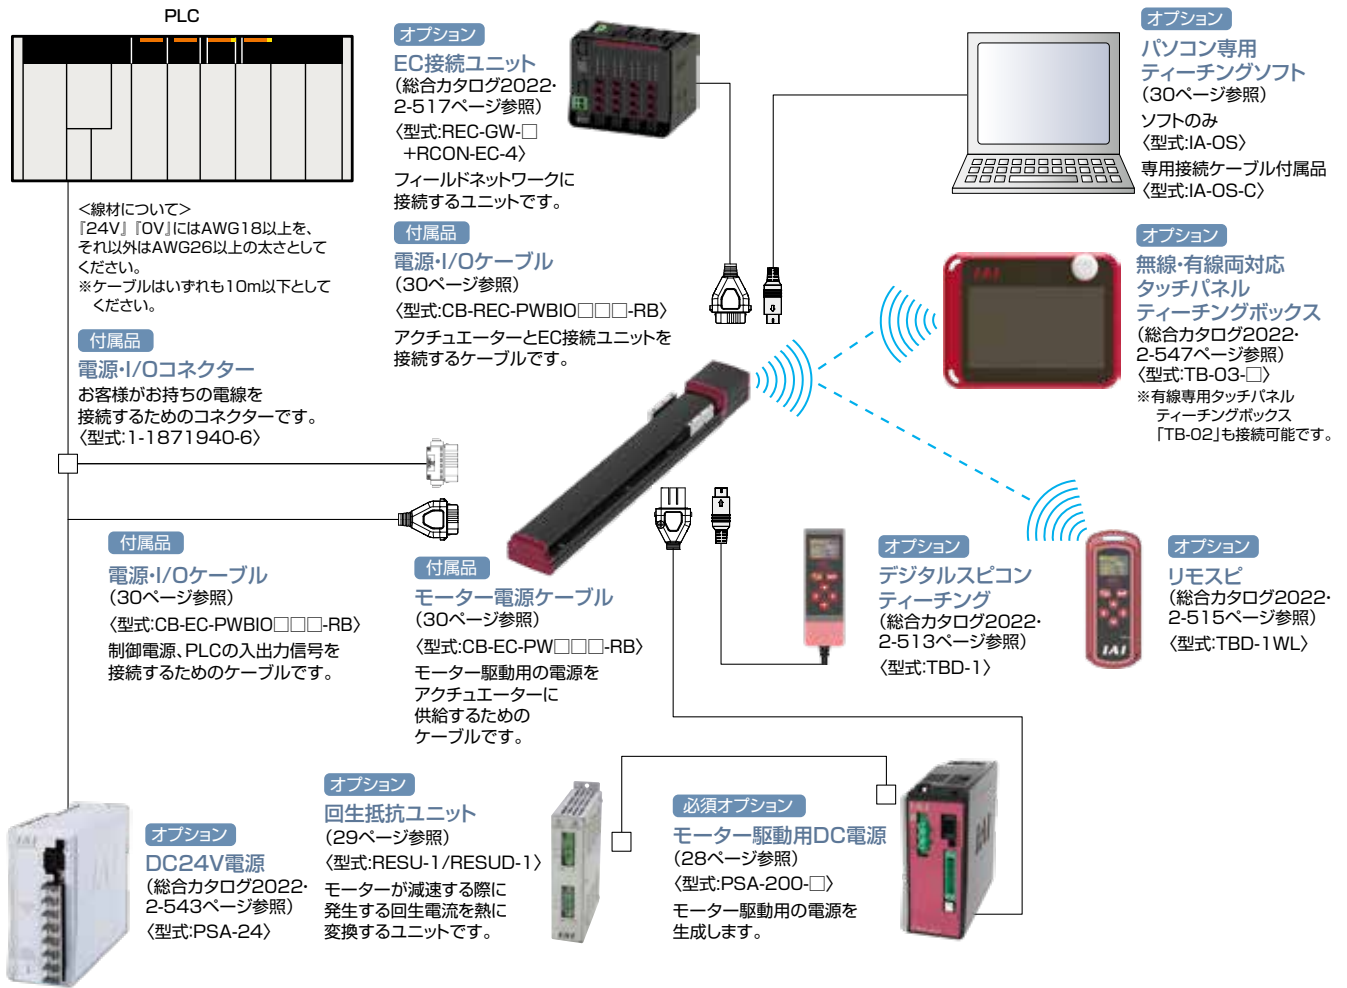 PLC
<線材について>
『24V』『0V』にはAWG18以上を、
それ以外はAWG26以上の太さとして
ください。
※ケーブルはいずれも10m以下として
ください。
付属品
電源・I/Oコネクター
お客様がお持ちの電線を
接続するためのコネクターです。
〈型式:1-1871940-6〉
オプション
EC接続ユニット
(総合カタログ2022・
2-517ページ参照)
〈型式:REC-GW-□
+RCON-EC-4〉
フィールドネットワークに
接続するユニットです。
付属品
電源・I/Oケーブル
(30ページ参照)
〈型式:CB-REC-PWBIO□□□-RB〉
アクチュエーターとEC接続ユニットを
接続するケーブルです。
オプション
パソコン専用
ティーチングソフト
(30ページ参照)
ソフトのみ
〈型式:IA-OS〉
専用接続ケーブル付属品
〈型式:IA-OS-C〉
オプション
無線・有線両対応
タッチパネル
ティーチングボックス
(総合カタログ2022・
2-547ページ参照)
〈型式:TB-03-□〉
※有線専用タッチパネル
ティーチングボックス
「TB-02」も接続可能です。
IAI
付属品
電源・I/Oケーブル
(30ページ参照)
〈型式:CB-EC-PWBIO□□□-RB〉
制御電源、PLCの入出力信号を
接続するためのケーブルです。
付属品
モーター電源ケーブル
(30ページ参照)
〈型式:CB-EC-PW□□□-RB〉
モーター駆動用の電源を
アクチュエーターに
供給するための
ケーブルです。
オプション
デジタルスピコン
ティーチング
(総合カタログ2022・
2-513ページ参照)
〈型式:TBD-1〉
オプション
リモスピ
(総合カタログ2022・
2-515ページ参照)
〈型式:TBD-1WL〉
IAI
オプション
DC24V電源
(総合カタログ2022・
2-543ページ参照)
〈型式:PSA-24〉
IAI
オプション
回生抵抗ユニット
(29ページ参照)
〈型式:RESU-1/RESUD-1〉
モーターが減速する際に
発生する回生電流を熱に
変換するユニットです。
IAI
必須オプション
モーター駆動用DC電源
(28ページ参照)
〈型式:PSA-200-□〉
モーター駆動用の電源を
生成します。
IAI